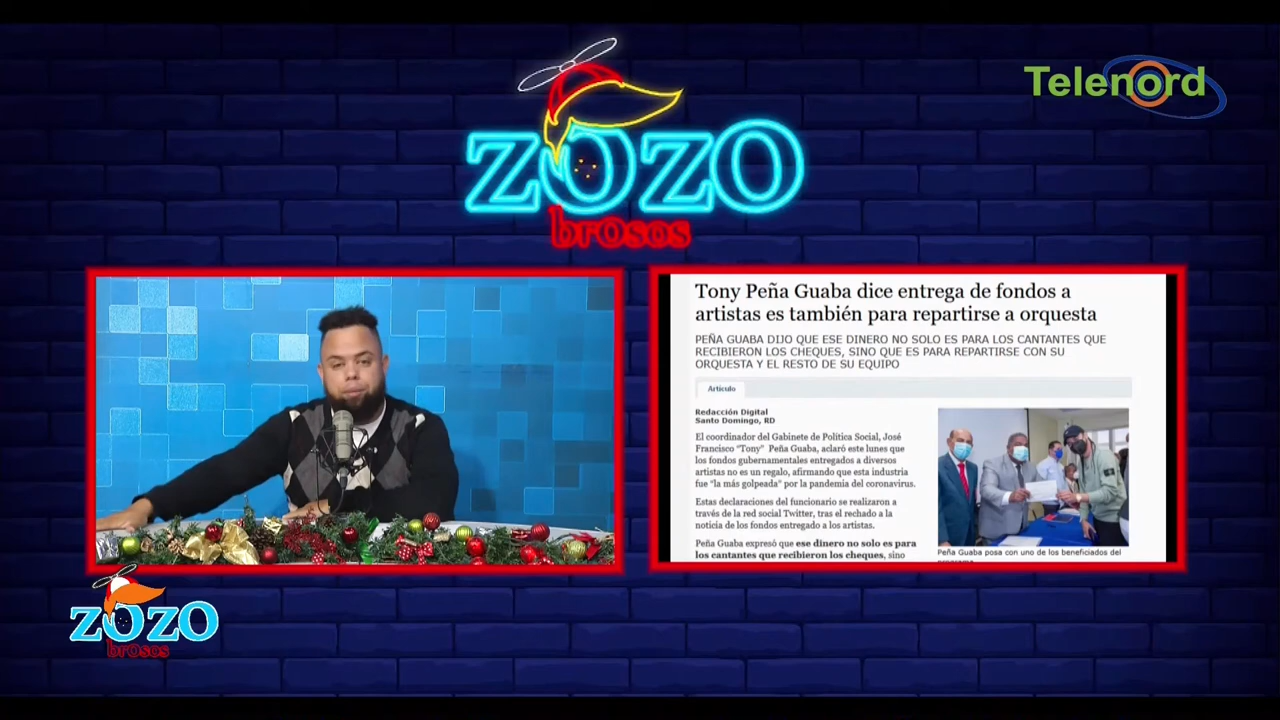 Telenord
zozo
brosos
Tony Peña Guaba dice entrega de fondos a
artistas es también para repartirse a orquesta
PEÑA GUABA DIJO QUE ESE DINERO NO SOLO ES PARA LOS CANTANTES QUE
RECIBIERON LOS CHEQUES, SINO QUE ES PARA REPARTIRSE CON SU
ORQUESTA Y EL RESTO DE SU EQUIPO
Artículo
Redacción Digital
Santo Domingo, RD
El coordinador del Gabinete de Política Social, José
Francisco "Tony" Peña Guaba, aclaró este lunes que
los fondos gubernamentales entregados a diversos
artistas no es un regalo, afirmando que esta industria
fue "la más golpeada" por la pandemia del coronavirus.
Estas declaraciones del funcionario se realizaron a
través de la red social Twitter, tras el rechado a la
noticia de los fondos entregado a los artistas.
Peña Guaba expresó que ese dinero no solo es para
los cantantes que recibieron los cheques, sino
Peña Guaba posa con uno de los beneficiados del
zozo
brosos